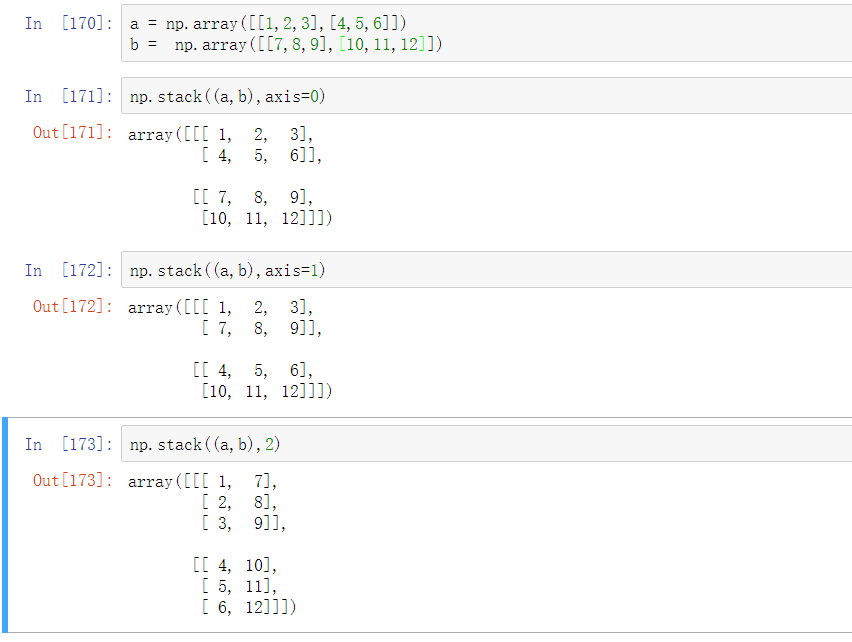 In [170]: a = np.array([[1,2,3],[4,5,6]])
b =  np.array([[7,8,9],[10,11,12]])
In [171]: np.stack((a,b),axis=0)
Out[171]: array([[[ 1,  2,  3],
[ 4,  5,  6]],
[[ 7,  8,  9],
[10, 11, 12]]])
In [172]: np.stack((a,b),axis=1)
Out[172]: array([[[ 1,  2,  3],
[ 7,  8,  9]],
[[ 4,  5,  6],
[10, 11, 12]]])
In [173]: np.stack((a,b),2)
Out[173]: array([[[ 1,  7],
[ 2,  8],
[ 3,  9]],
[[ 4, 10],
[ 5, 11],
[ 6, 12]]])